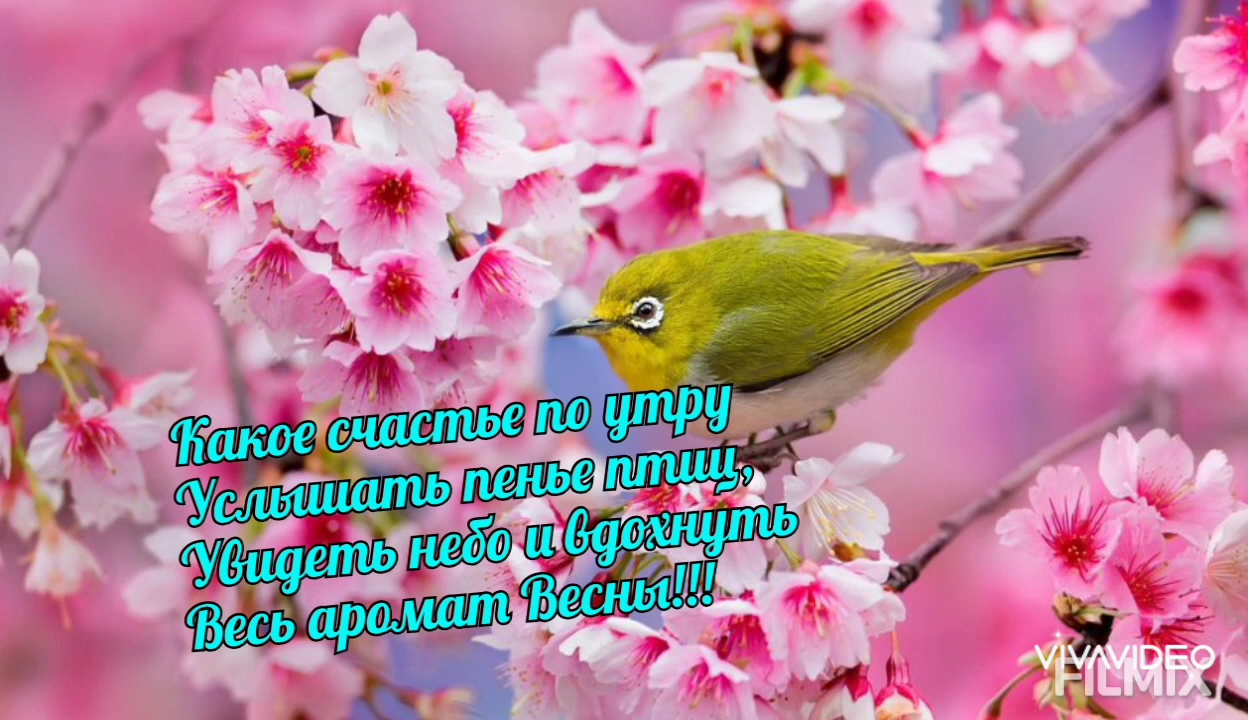 Какое счастье по утру
Услышать пенье птиц,
Увидеть небо и вдохнуть
Весь аромат Весны!!!
VIVAVIDEO
FILMIX